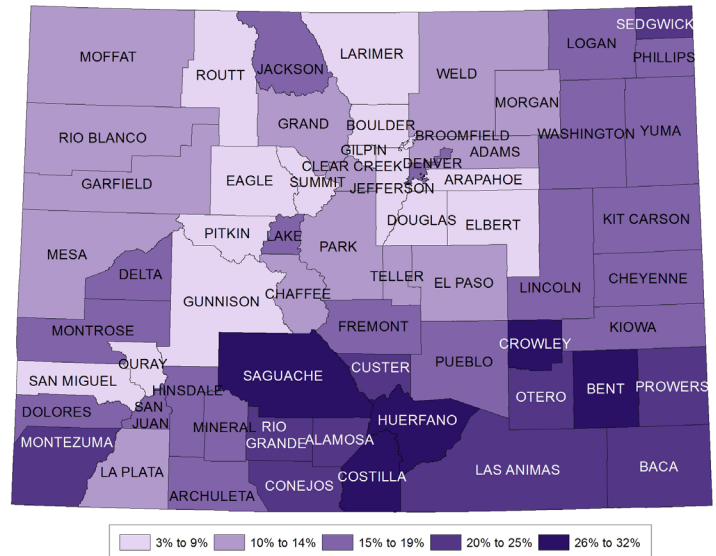 SEDGWICK
LARIMER
LOGAN
MOFFAT
PHILLIPS
JACKSON
ROUTT
WELD
MORGAN
GRAND
BOULDER
RIO BLANCO
BROOMFIELD
WASHINGTON
YUMA
GILPIN
ADAMS
CLEAR CREEK
DENVER
EAGLE
SUMMIT
ARAPAHOE
GARFIELD
JEFFERSON
DOUGLAS
ELBERT
KIT CARSON
PITKIN
LAKE
PARK
MESA
DELTA
TELLER
CHEYENNE
EL PASO
LINCOLN
CHAFFEE
GUNNISON
FREMONT
KIOWA
MONTROSE
CROWLEY
OURAY
PUEBLO
CUSTER
SAGUACHE
SAN MIGUEL
HINSDALE
BENT
PROWERS
OTERO
DOLORES
SAN
JUAN
HUERFANO
MINERAL
RIO
GRANDE
ALAMOSA
MONTEZUMA
LA PLATA
LAS ANIMAS
BACA
COSTILLA
CONEJOS
ARCHULETA
3% to 9%
10% to 14%
15% to 19%
20% to 25%
26% to 32%